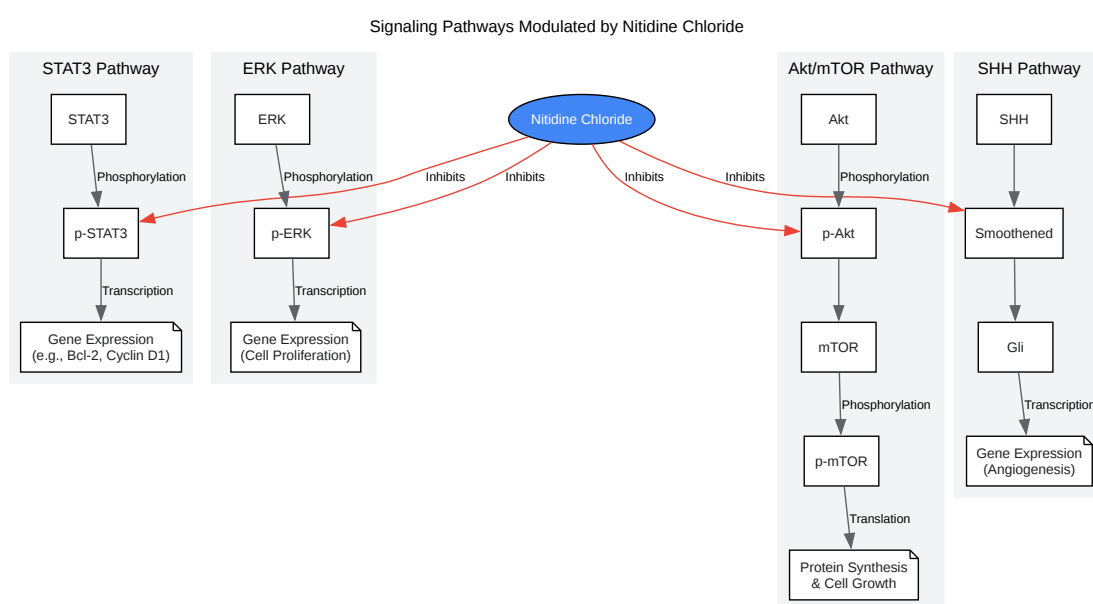 Signaling Pathways Modulated by Nitidine Chloride
STAT3 Pathway
STAT3
Phosphorylation
p-STAT3
Transcription
Gene Expression
(e.g., Bcl-2, Cyclin D1)
ERK Pathway
ERK
Phosphorylation
p-ERK
Transcription
Gene Expression
(Cell Proliferation)
Nitidine Chloride
Inhibits
Inhibits
Inhibits
Inhibits
Akt/mTOR Pathway
Akt
Phosphorylation
p-Akt
mTOR
Phosphorylation
p-mTOR
Translation
Protein Synthesis
& Cell Growth
SHH Pathway
SHH
Smoothened
Gli
Transcription
Gene Expression
(Angiogenesis)